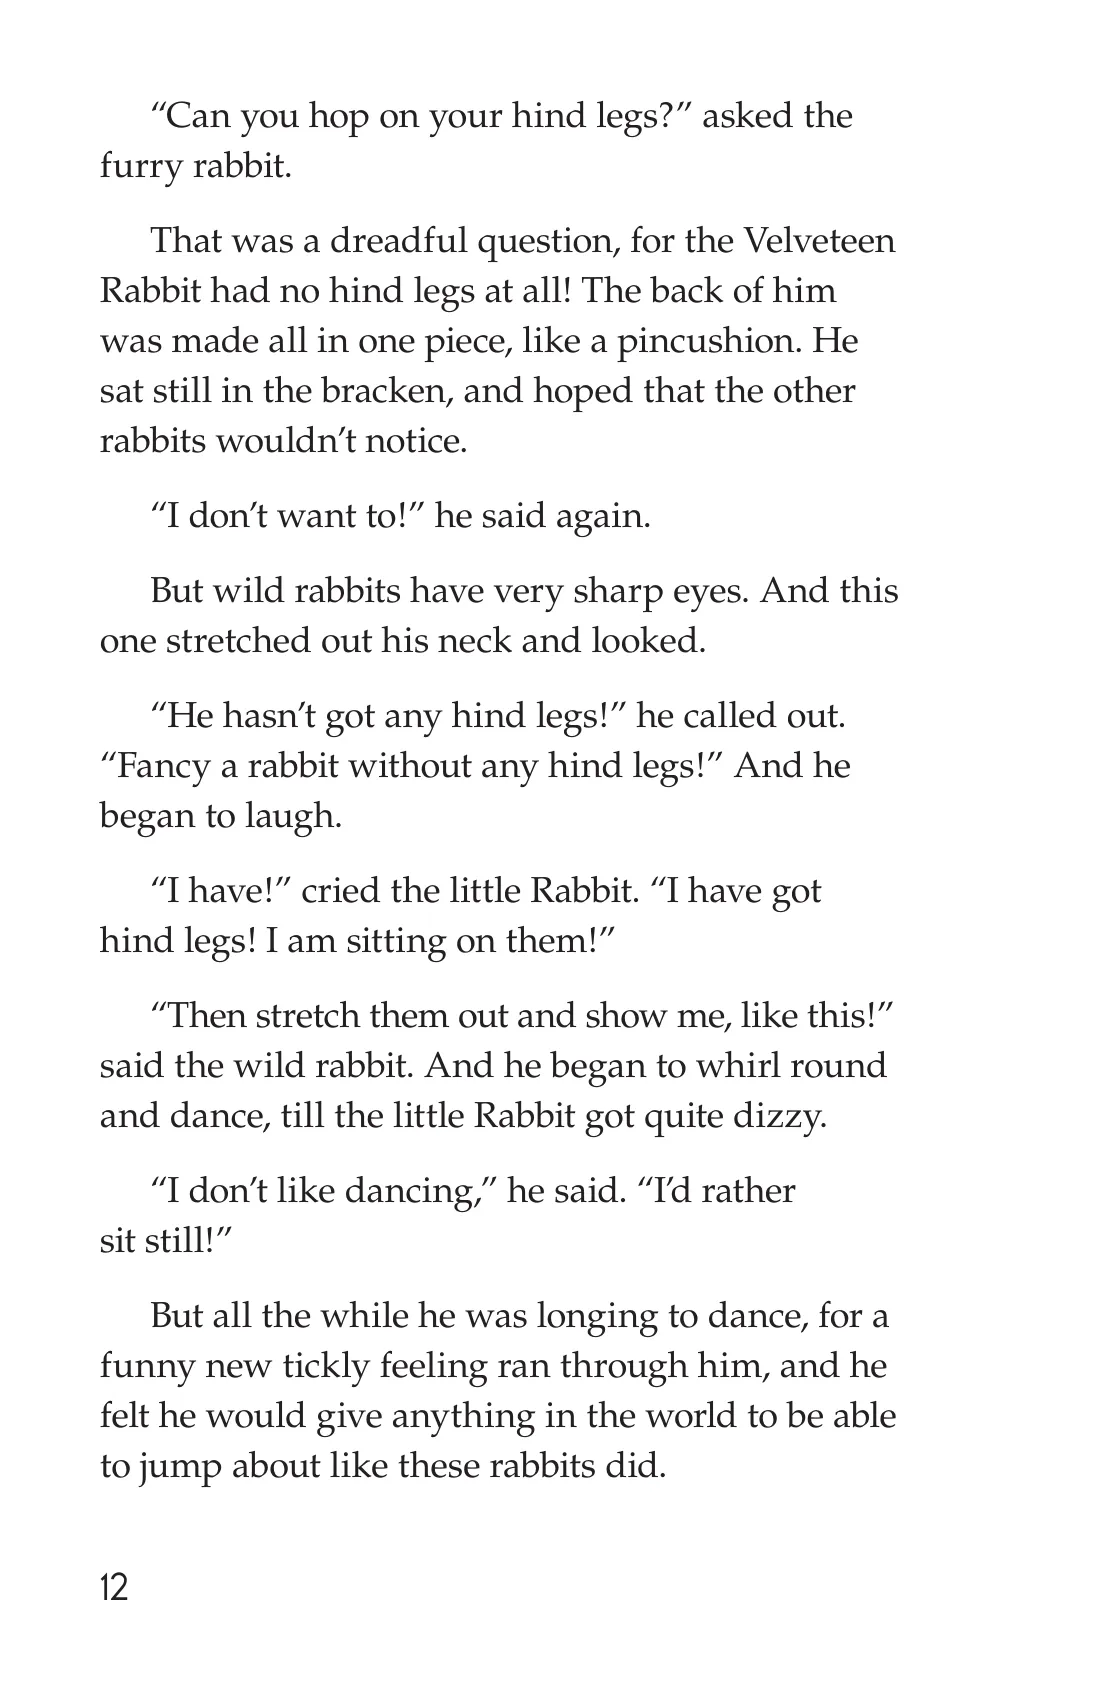 “Can you hop on your hind legs?” asked the
furry rabbit.
That was a dreadful question, for the Velveteen
Rabbit had no hind legs at all! The back of him
was made all in one piece, like a pincushion. He
sat still in the bracken, and hoped that the other
rabbits wouldn’t notice.
“I don’t want to!” he said again.
But wild rabbits have very sharp eyes. And this
one stretched out his neck and looked.
“He hasn’t got any hind legs!” he called out.
“Fancy a rabbit without any hind legs!” And he
began to laugh.
“I have!” cried the little Rabbit. “I have got
hind legs! I am sitting on them!”
“Then stretch them out and show me, like this!”
said the wild rabbit. And he began to whirl round
and dance, till the little Rabbit got quite dizzy.
“I don’t like dancing,” he said. “I’d rather
sit still!”
But all the while he was longing to dance, for a
funny new tickly feeling ran through him, and he
felt he would give anything in the world to be able
to jump about like these rabbits did.
12